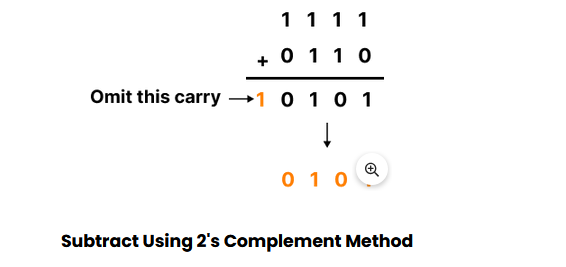 1 1 1 1
+ 0 1 1 0
Omit this carry → 1 0 1 0 1
↓
0 1 0
Subtract Using 2's Complement Method